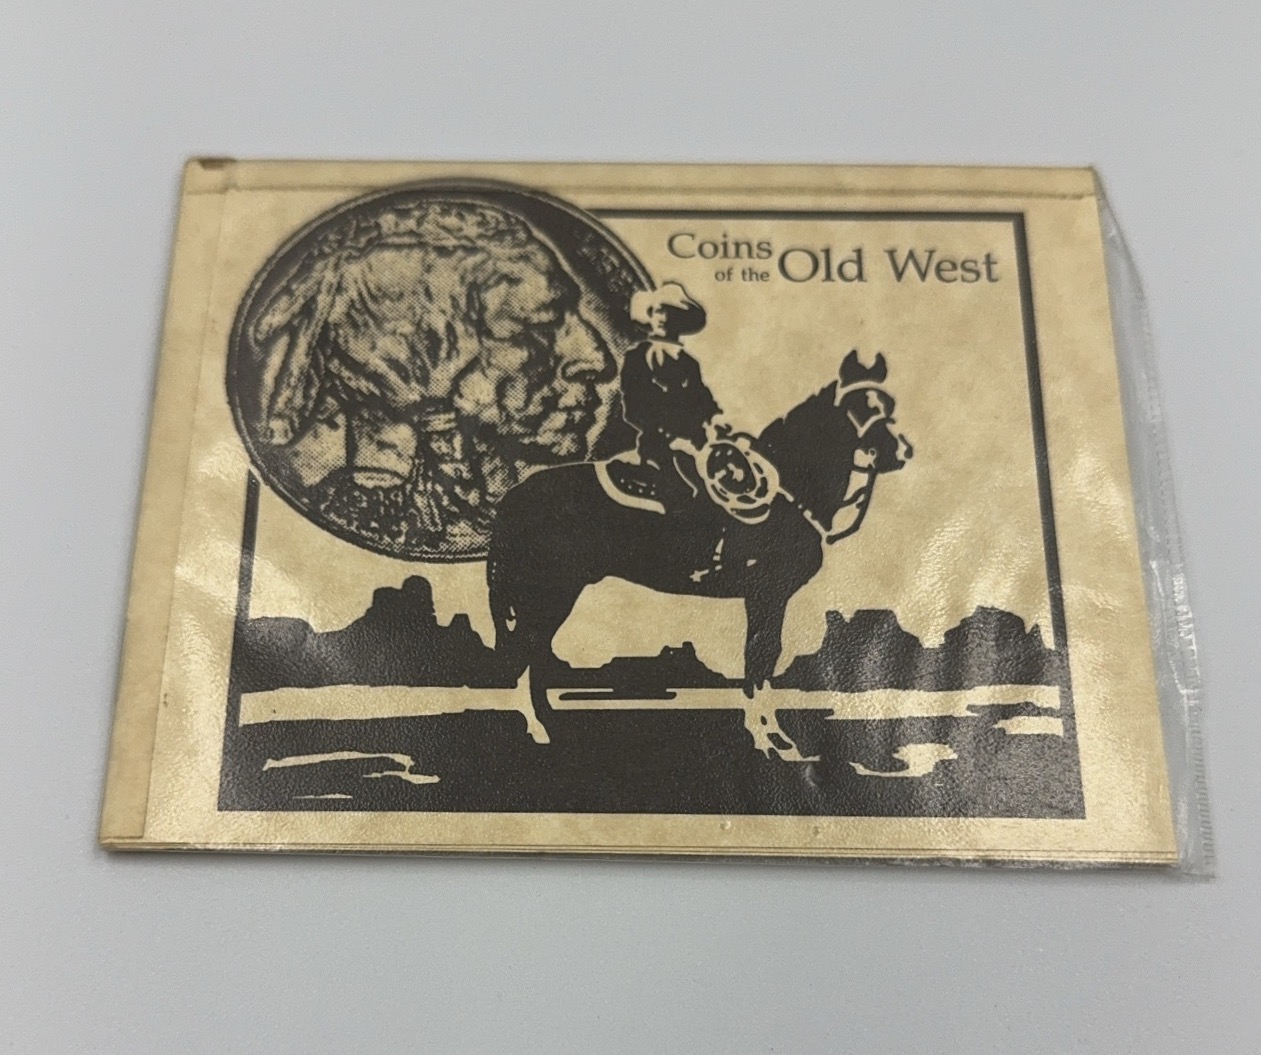 Coins
of the Old West